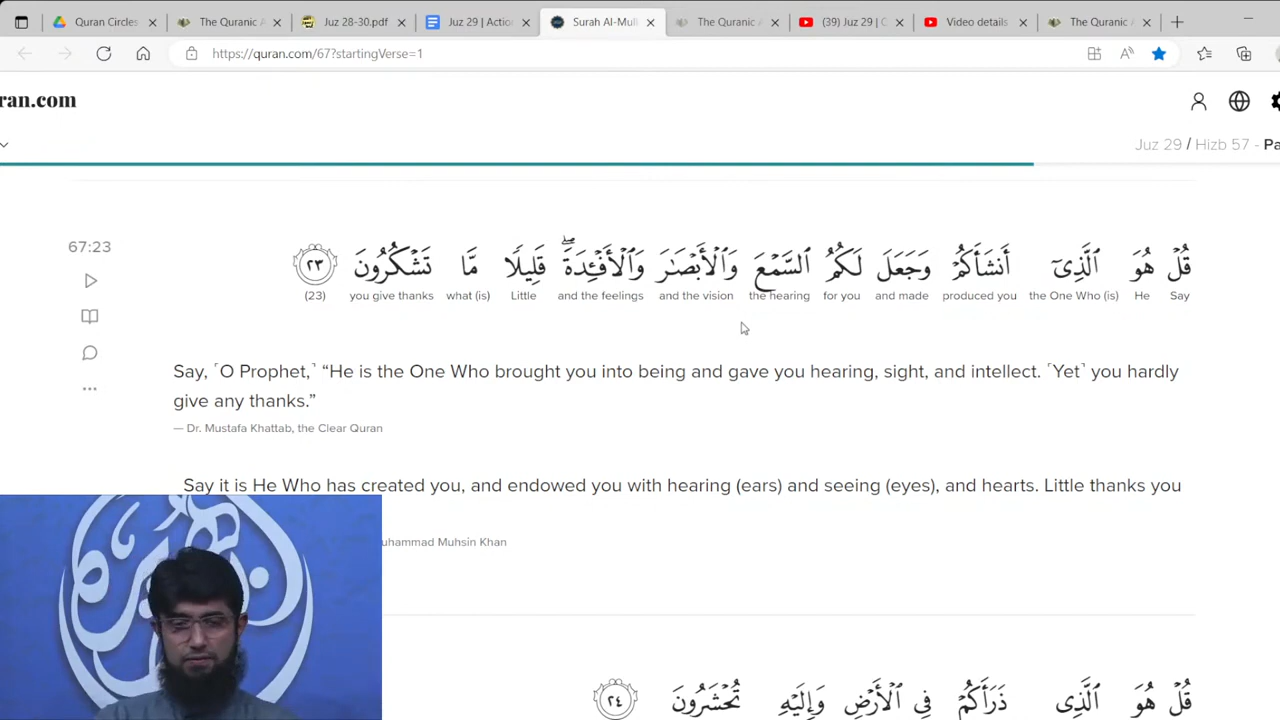 Quran Circles
The Quranic A
Juz 28-30.pdf
Juz 29 | Actio
Surah Al-Mul
The Quranic A
(39) Juz 29 | C
Video details
The Quranic A
https://quran.com/67?startingVerse=1
ran.com
Juz 29 / Hizb 57 - Pa
67:23
قُلْ هُوَ ٱلَّذِىٓ أَنشَأَكُمْ وَجَعَلَ لَكُمُ ٱلسَّمْعَ وَٱلْأَبْصَـٰرَ وَٱلْأَفْـِٔدَةَ ۖ قَلِيلًا مَّا تَشْكُرُونَ ٢٣
(23) you give thanks what (is) Little and the feelings and the vision the hearing for you and made produced you the One Who (is) He Say
Say, ˹O Prophet,˺ “He is the One Who brought you into being and gave you hearing, sight, and intellect. ˹Yet˺ you hardly
give any thanks.”
— Dr. Mustafa Khattab, the Clear Quran
Say it is He Who has created you, and endowed you with hearing (ears) and seeing (eyes), and hearts. Little thanks you
uhammad Muhsin Khan
قُلْ هُوَ ٱلَّذِى ذَرَأَكُمْ فِى ٱلْأَرْضِ وَإِلَيْهِ تُحْشَرُونَ ٢٤